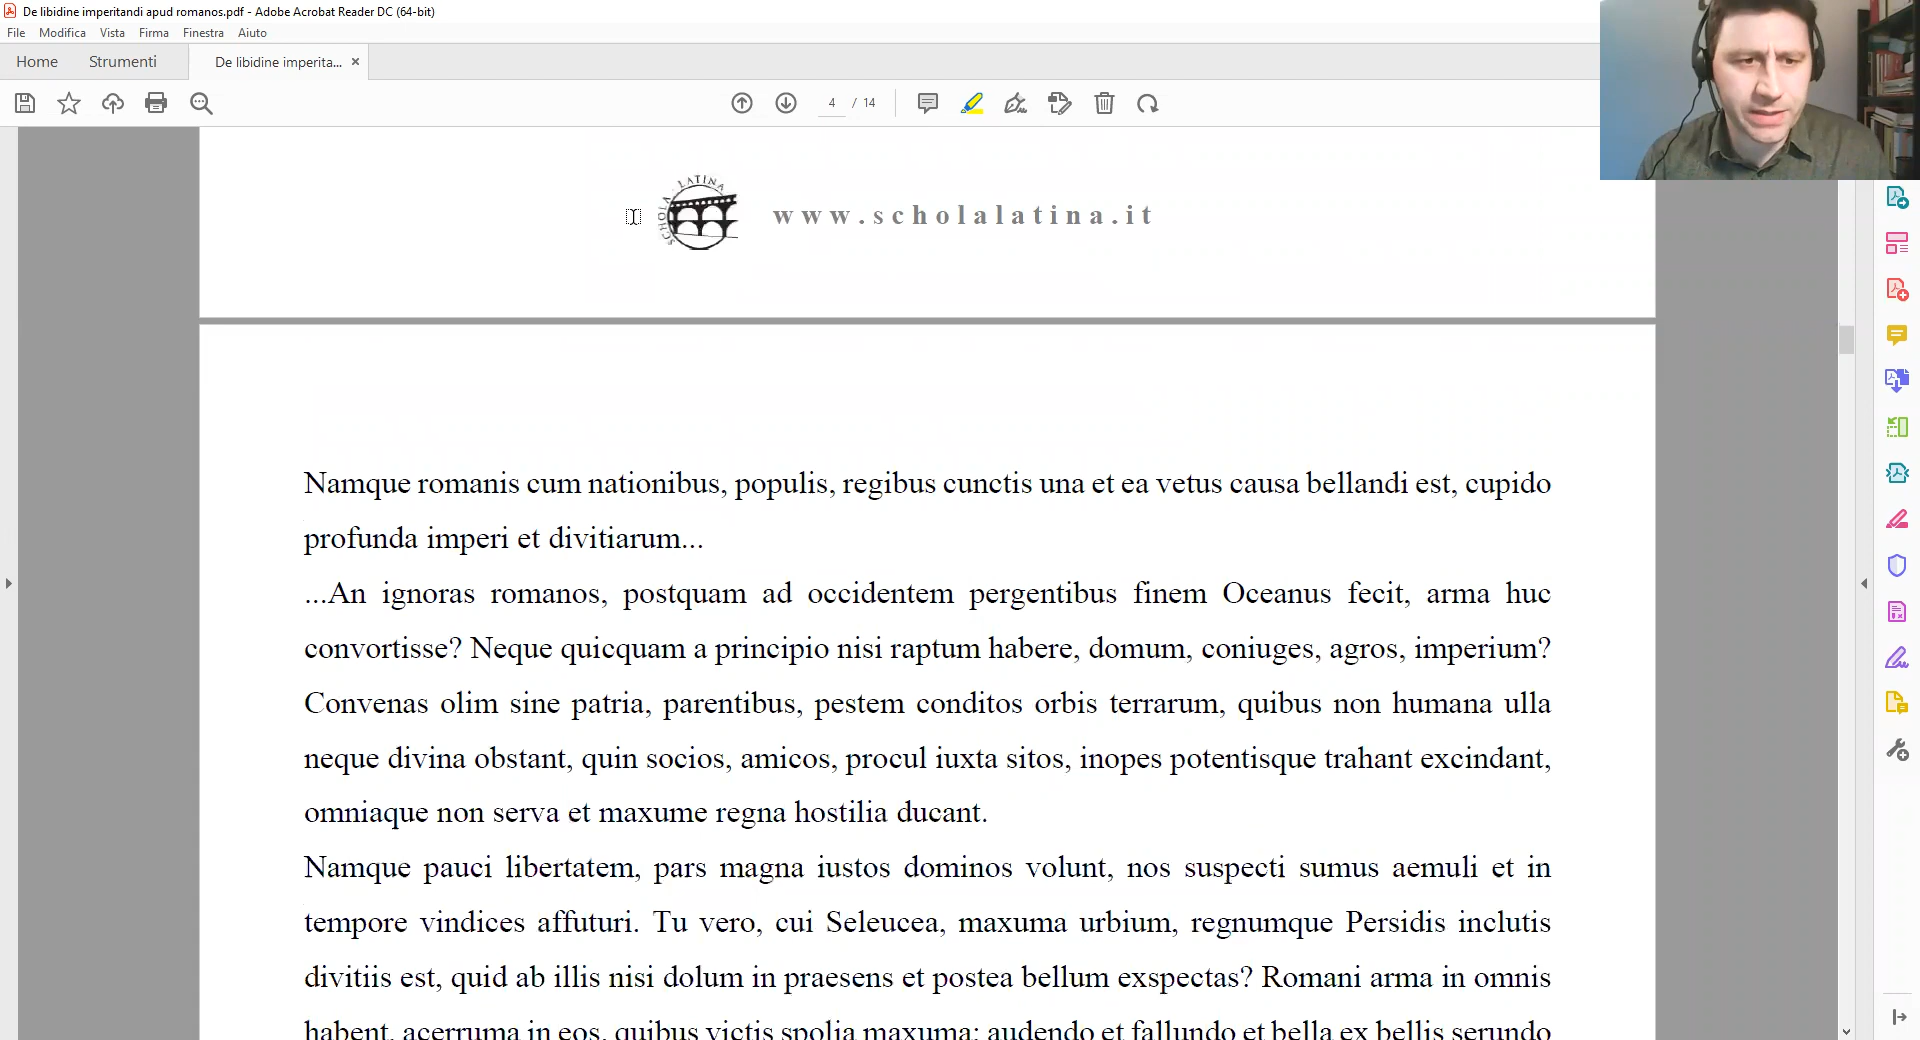 De libidine imperitandi apud romanos.pdf - Adobe Acrobat Reader DC (64-bit)
File Modifica Vista Firma Finestra Aiuto
Home Strumenti De libidine imperita... ×
4 / 14
SCHOLA LATINA
www.scholalatina.it
Namque romanis cum nationibus, populis, regibus cunctis una et ea vetus causa bellandi est, cupido
profunda imperi et divitiarum...
...An ignoras romanos, postquam ad occidentem pergentibus finem Oceanus fecit, arma huc
convortisse? Neque quicquam a principio nisi raptum habere, domum, coniuges, agros, imperium?
Convenas olim sine patria, parentibus, pestem conditos orbis terrarum, quibus non humana ulla
neque divina obstant, quin socios, amicos, procul iuxta sitos, inopes potentisque trahant excindant,
omniaque non serva et maxume regna hostilia ducant.
Namque pauci libertatem, pars magna iustos dominos volunt, nos suspecti sumus aemuli et in
tempore vindices affuturi. Tu vero, cui Seleucea, maxuma urbium, regnumque Persidis inclutis
divitiis est, quid ab illis nisi dolum in praesens et postea bellum exspectas? Romani arma in omnis
habent, acerruma in eos, quibus victis spolia maxuma; audendo et fallundo et bella ex bellis serundo